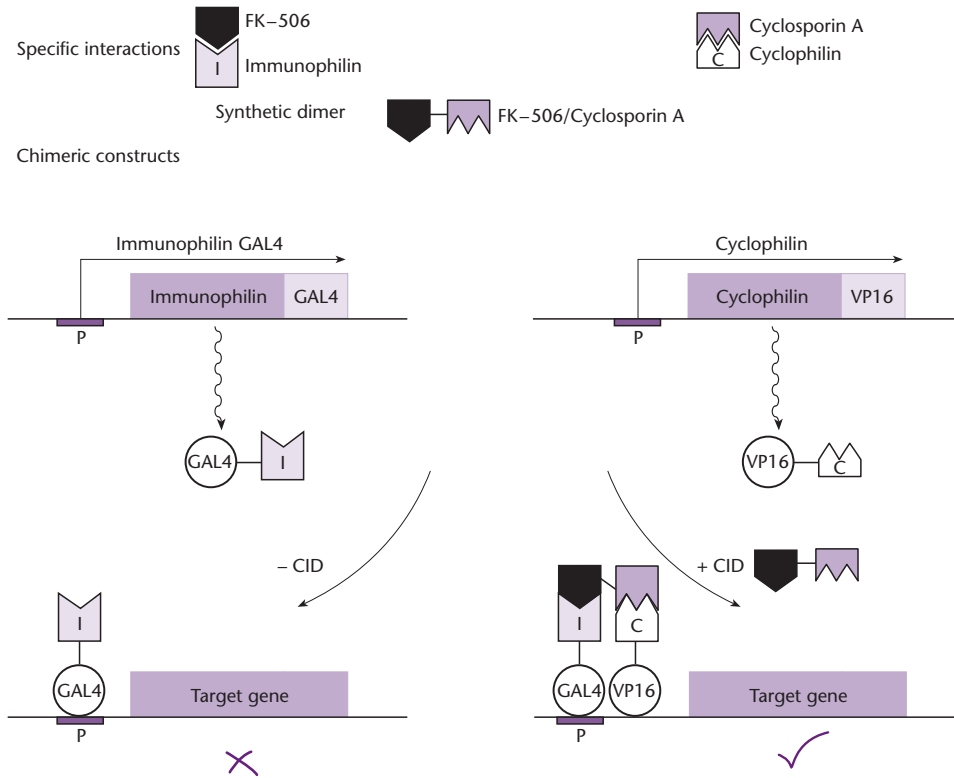 Specific interactions
FK–506
I
Immunophilin
Cyclosporin A
C
Cyclophilin
Synthetic dimer
FK–506/Cyclosporin A
Chimeric constructs
Immunophilin GAL4
Immunophilin GAL4
P
Cyclophilin
Cyclophilin VP16
P
GAL4 I
VP16 C
– CID
+ CID
I
GAL4
Target gene
P
I C
GAL4 VP16
Target gene
P